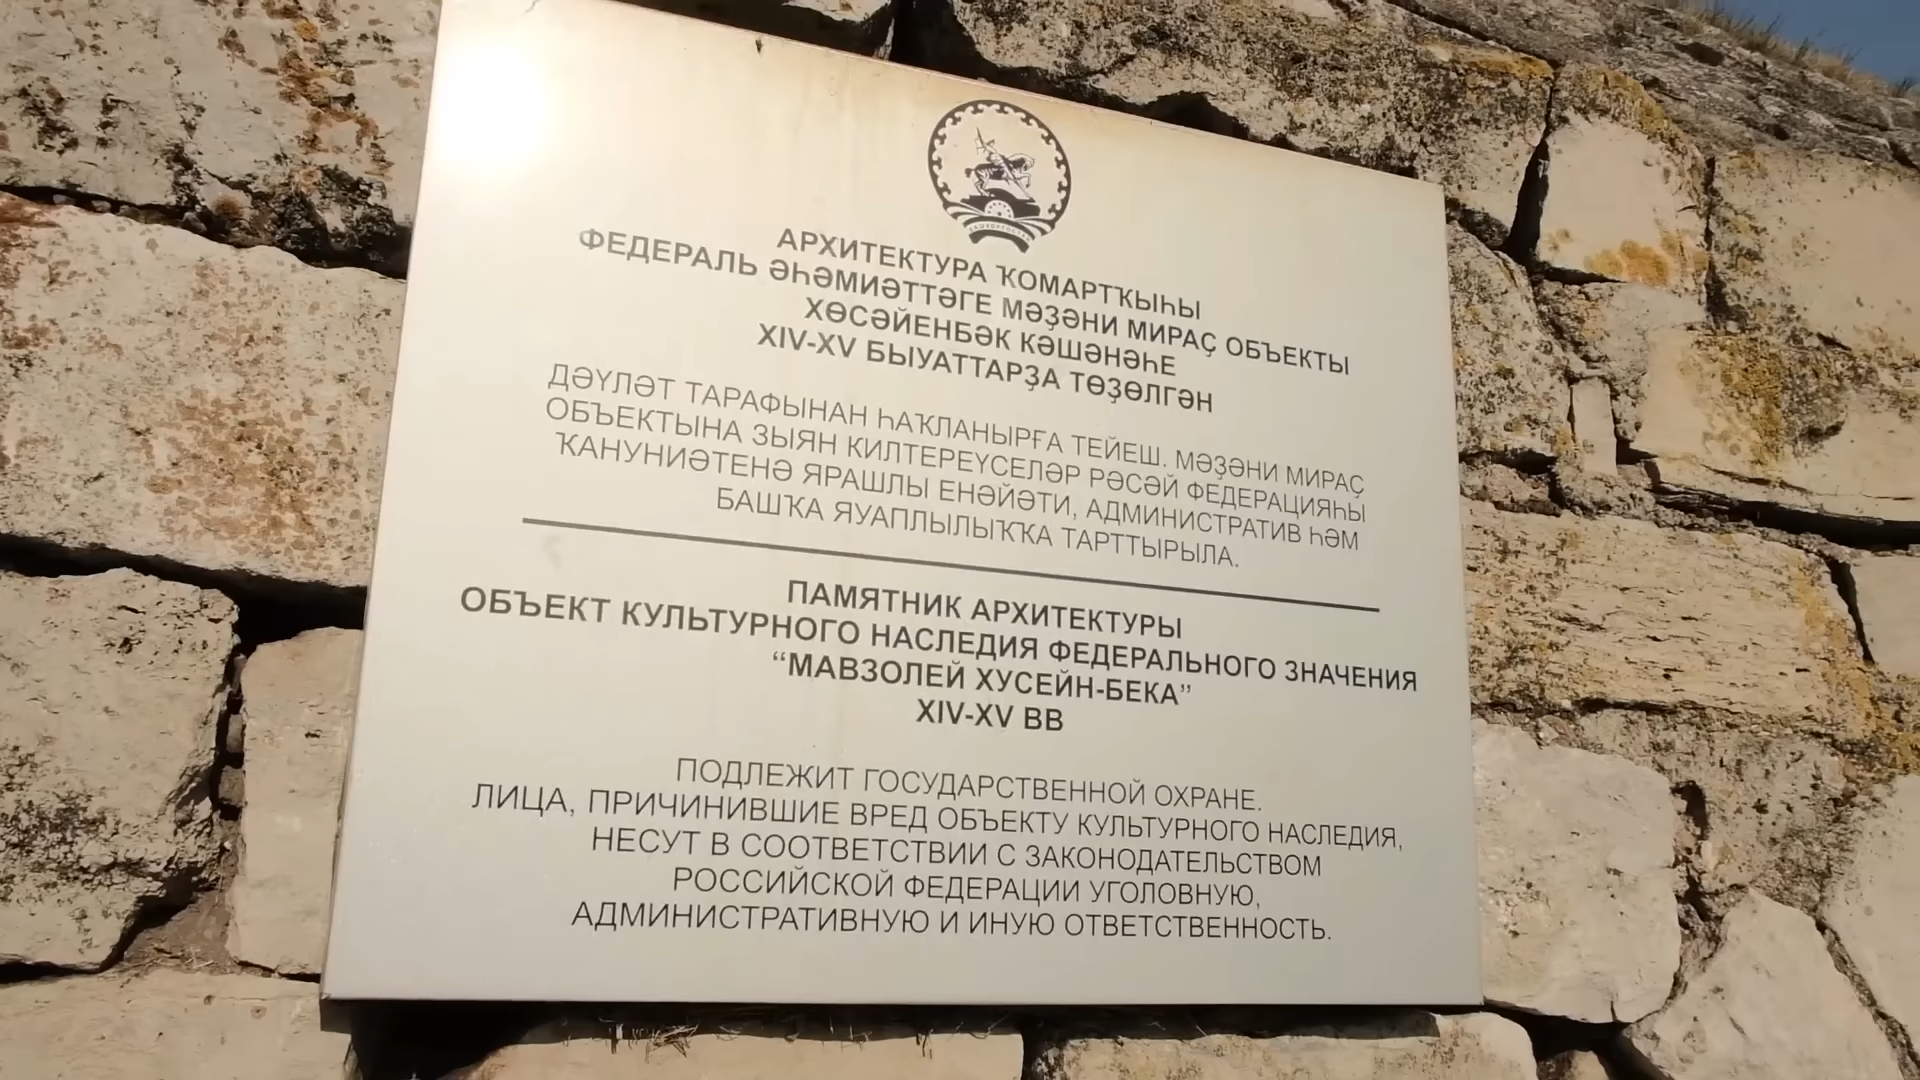 БАШКОРТОСТАН
АРХИТЕКТУРА ҠОМАРТҠЫҺЫ
ФЕДЕРАЛЬ ӘҺӘМИӘТТӘГЕ МӘҘӘНИ МИРАҪ ОБЪЕКТЫ
ХӨСӘЙЕНБӘК КӘШӘНӘҺЕ
XIV-XV БЫУАТТАРҘА ТӨҘӨЛГӘН
ДӘҮЛӘТ ТАРАФЫНАН ҺАҠЛАНЫРҒА ТЕЙЕШ. МӘҘӘНИ МИРАҪ
ОБЪЕКТЫНА ЗЫЯН КИЛТЕРЕҮСЕЛӘР РӘСӘЙ ФЕДЕРАЦИЯҺЫ
ҠАНУНИӘТЕНӘ ЯРАШЛЫ ЕНӘЙӘТИ, АДМИНИСТРАТИВ ҺӘМ
БАШҠА ЯУАПЛЫЛЫҠҠА ТАРТТЫРЫЛА.
ПАМЯТНИК АРХИТЕКТУРЫ
ОБЪЕКТ КУЛЬТУРНОГО НАСЛЕДИЯ ФЕДЕРАЛЬНОГО ЗНАЧЕНИЯ
“МАВЗОЛЕЙ ХУСЕЙН-БЕКА”
XIV-XV ВВ
ПОДЛЕЖИТ ГОСУДАРСТВЕННОЙ ОХРАНЕ.
ЛИЦА, ПРИЧИНИВШИЕ ВРЕД ОБЪЕКТУ КУЛЬТУРНОГО НАСЛЕДИЯ,
НЕСУТ В СООТВЕТСТВИИ С ЗАКОНОДАТЕЛЬСТВОМ
РОССИЙСКОЙ ФЕДЕРАЦИИ УГОЛОВНУЮ,
АДМИНИСТРАТИВНУЮ И ИНУЮ ОТВЕТСТВЕННОСТЬ.